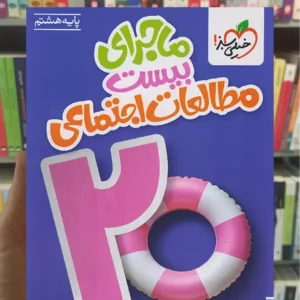 پایه هشتم
خیلی سبز
ماجرای
بیست
مطالعات اجتماعی
۲۰